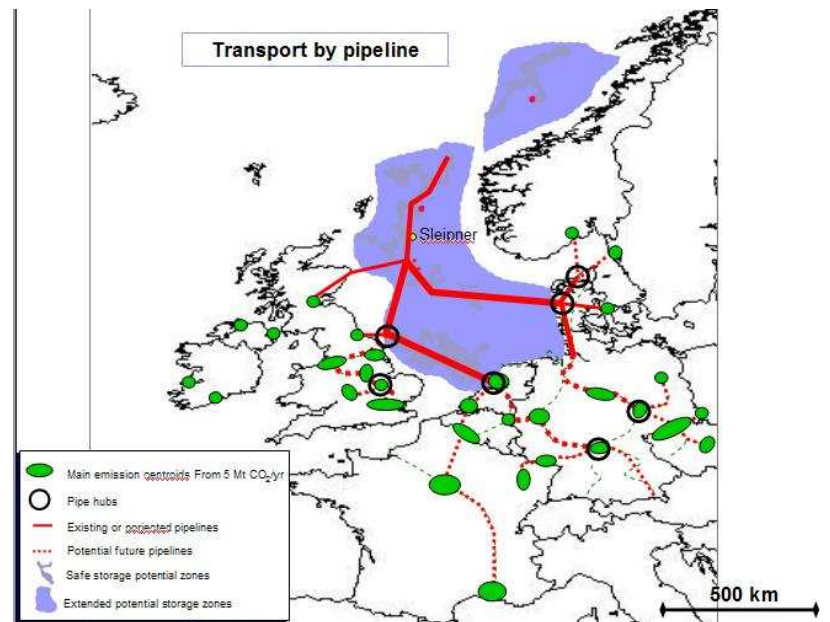 Transport by pipeline
Sleipner
Main emission centroids From 5 Mt CO₂/yr
Pipe hubs
Existing or porjented pipelines
Potential future pipelines
Safe storage potential zones
Extended potential storage zones
500 km